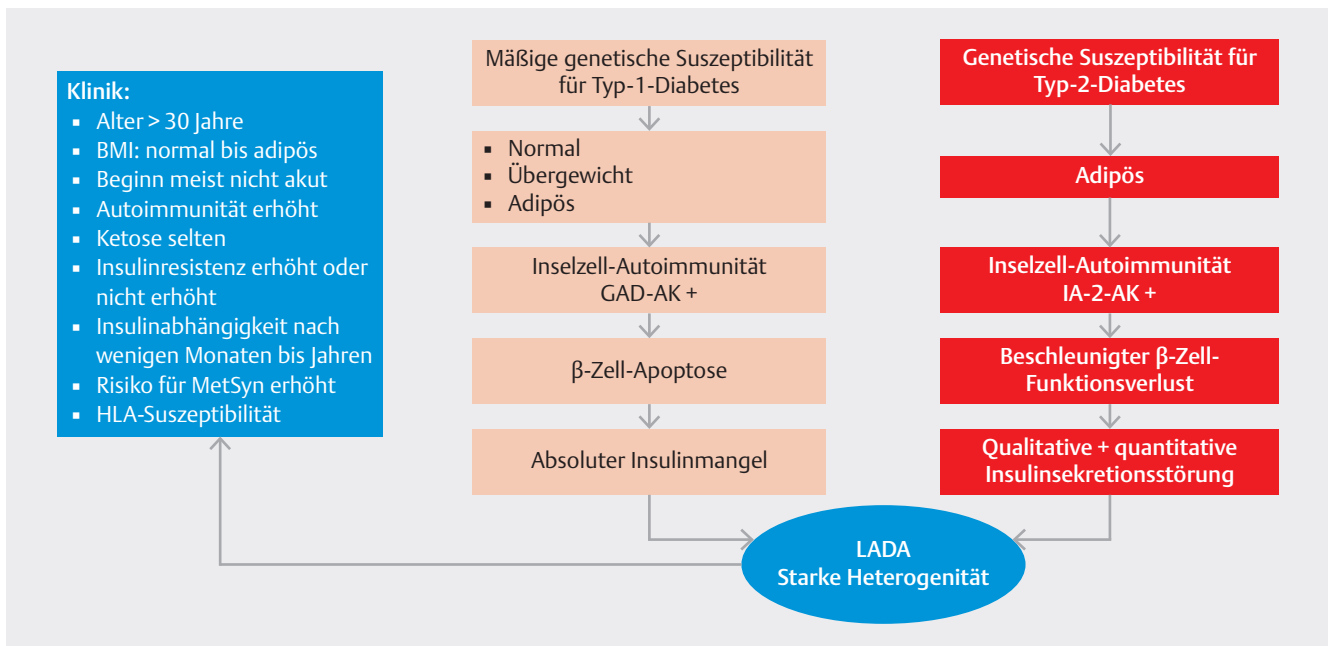 Klinik:
▪ Alter > 30 Jahre
▪ BMI: normal bis adipös
▪ Beginn meist nicht akut
▪ Autoimmunität erhöht
▪ Ketose selten
▪ Insulinresistenz erhöht oder
nicht erhöht
▪ Insulinabhängigkeit nach
wenigen Monaten bis Jahren
▪ Risiko für MetSyn erhöht
▪ HLA-Suszeptibilität
Mäßige genetische Suszeptibilität
für Typ-1-Diabetes
▪ Normal
▪ Übergewicht
▪ Adipös
Inselzell-Autoimmunität
GAD-AK +
β-Zell-Apoptose
Absoluter Insulinmangel
Genetische Suszeptibilität für
Typ-2-Diabetes
Adipös
Inselzell-Autoimmunität
IA-2-AK +
Beschleunigter β-Zell-
Funktionsverlust
Qualitative + quantitative
Insulinsekretionsstörung
LADA
Starke Heterogenität